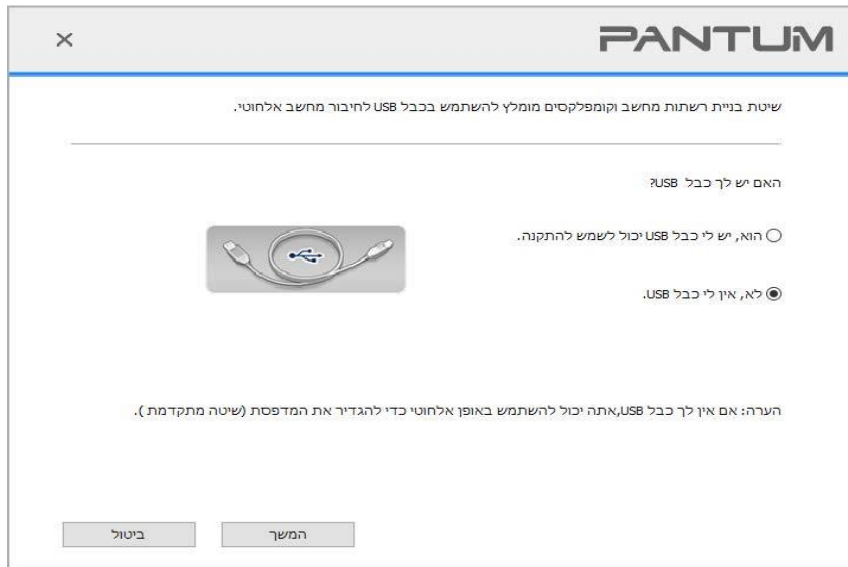 PANTUM
שיטת בניית רשתות מחשב וקומפלקסים מומלץ להשתמש בכבל USB לחיבור מחשב אלחוטי.
האם יש לך כבל USB?
הוא, יש לי כבל USB יכול לשמש להתקנה.
לא, אין לי כבל USB.
הערה: אם אין לך כבל USB,אתה יכול להשתמש באופן אלחוטי כדי להגדיר את המדפסת (שיטה מתקדמת ).
המשך
ביטול